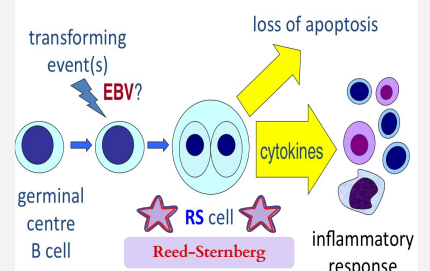 loss of apoptosis
transforming
event(s)
EBV?
cytokines
germinal
centre
B cell
RS cell
Reed-Sternberg
inflammatory
response